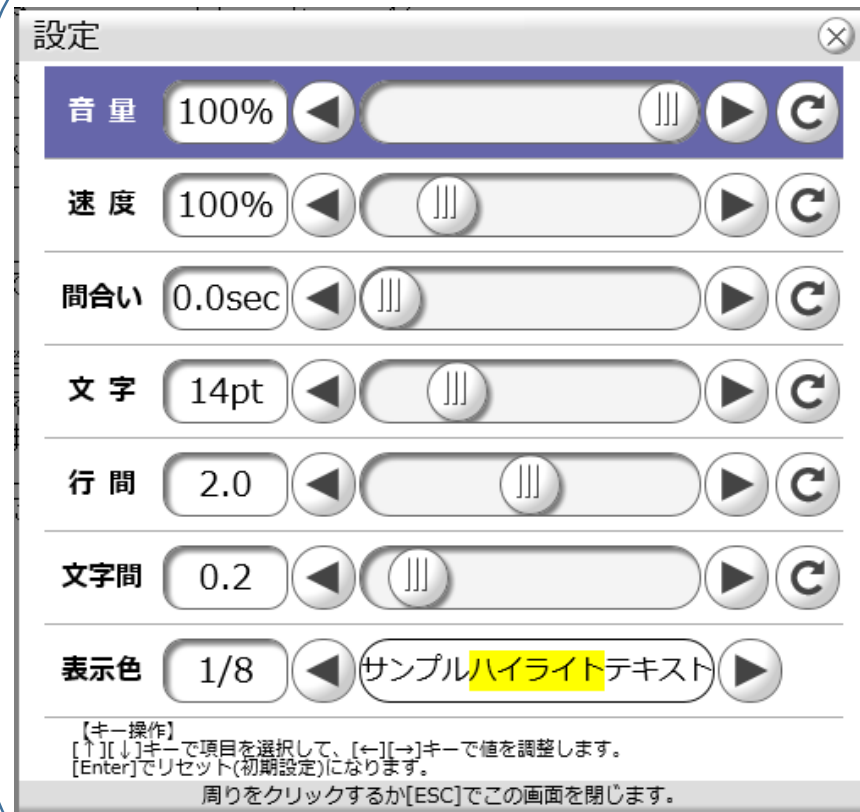 設定
音 量 100%
速 度 100%
間合い 0.0sec
文 字 14pt
行 間 2.0
文字間 0.2
表示色 1/8 サンプルハイライトテキスト
【キー操作】
[↑][↓]キーで項目を選択して、[←][→]キーで値を調整します。
[Enter]でリセット(初期設定)になります。
周りをクリックするか[ESC]でこの画面を閉じます。